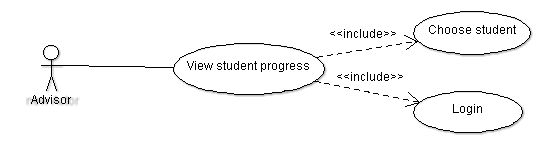 <<include>>
Choose student
View student progress
<<include>>
Advisor
Login